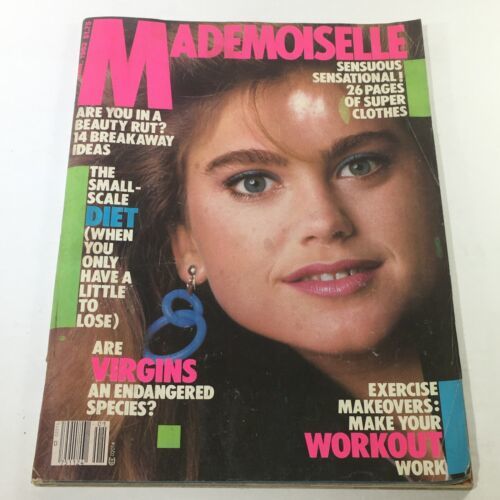 MADEMOISELLE
SENSUOUS
SENSATIONAL!
26 PAGES
OF SUPER
CLOTHES
ARE YOU IN A
BEAUTY RUT?
14 BREAKAWAY
IDEAS
THE
SMALL-
SCALE
DIET
(WHEN
YOU
ONLY
HAVE A
LITTLE
TO
LOSE)
ARE
VIRGINS
AN ENDANGERED
SPECIES?
EXERCISE
MAKEOVERS:
MAKE YOUR
WORKOUT
WORK